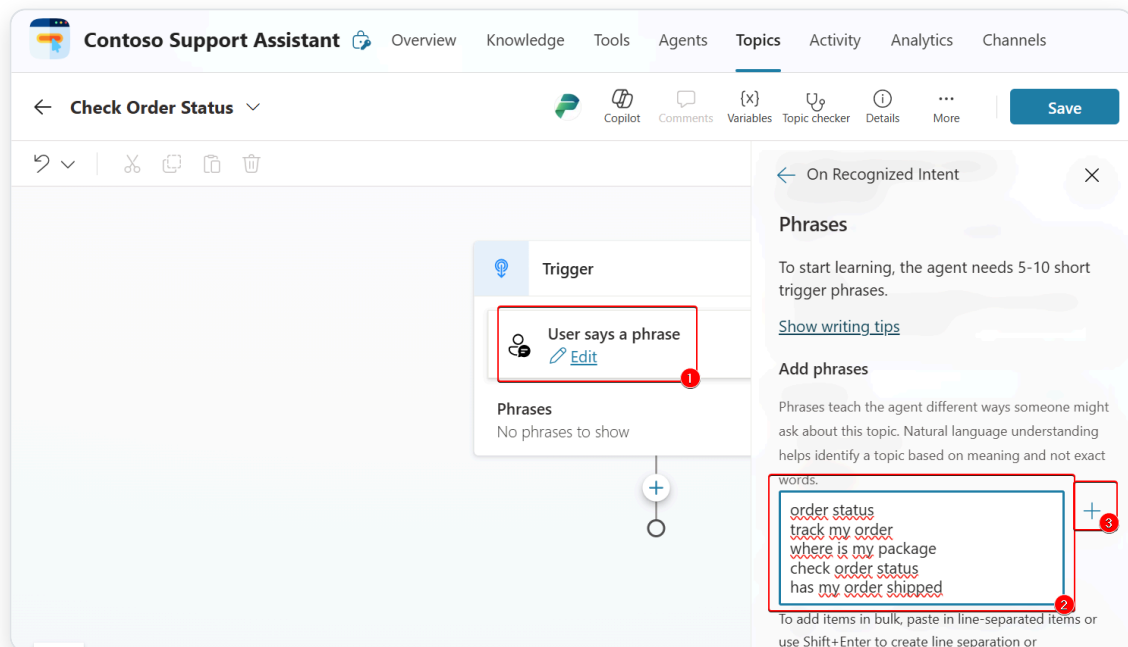 Contoso Support Assistant Overview Knowledge Tools Agents Topics Activity Analytics Channels
Check Order Status
Copilot Comments Variables Topic checker Details More
Save
On Recognized Intent
Phrases
To start learning, the agent needs 5-10 short
trigger phrases.
Show writing tips
Add phrases
Phrases teach the agent different ways someone might
ask about this topic. Natural language understanding
helps identify a topic based on meaning and not exact
words.
order status
track my order
where is my package
check order status
has my order shipped
2
3
To add items in bulk, paste in line-separated items or
use Shift+Enter to create line separation or
Trigger
User says a phrase
Edit
1
Phrases
No phrases to show